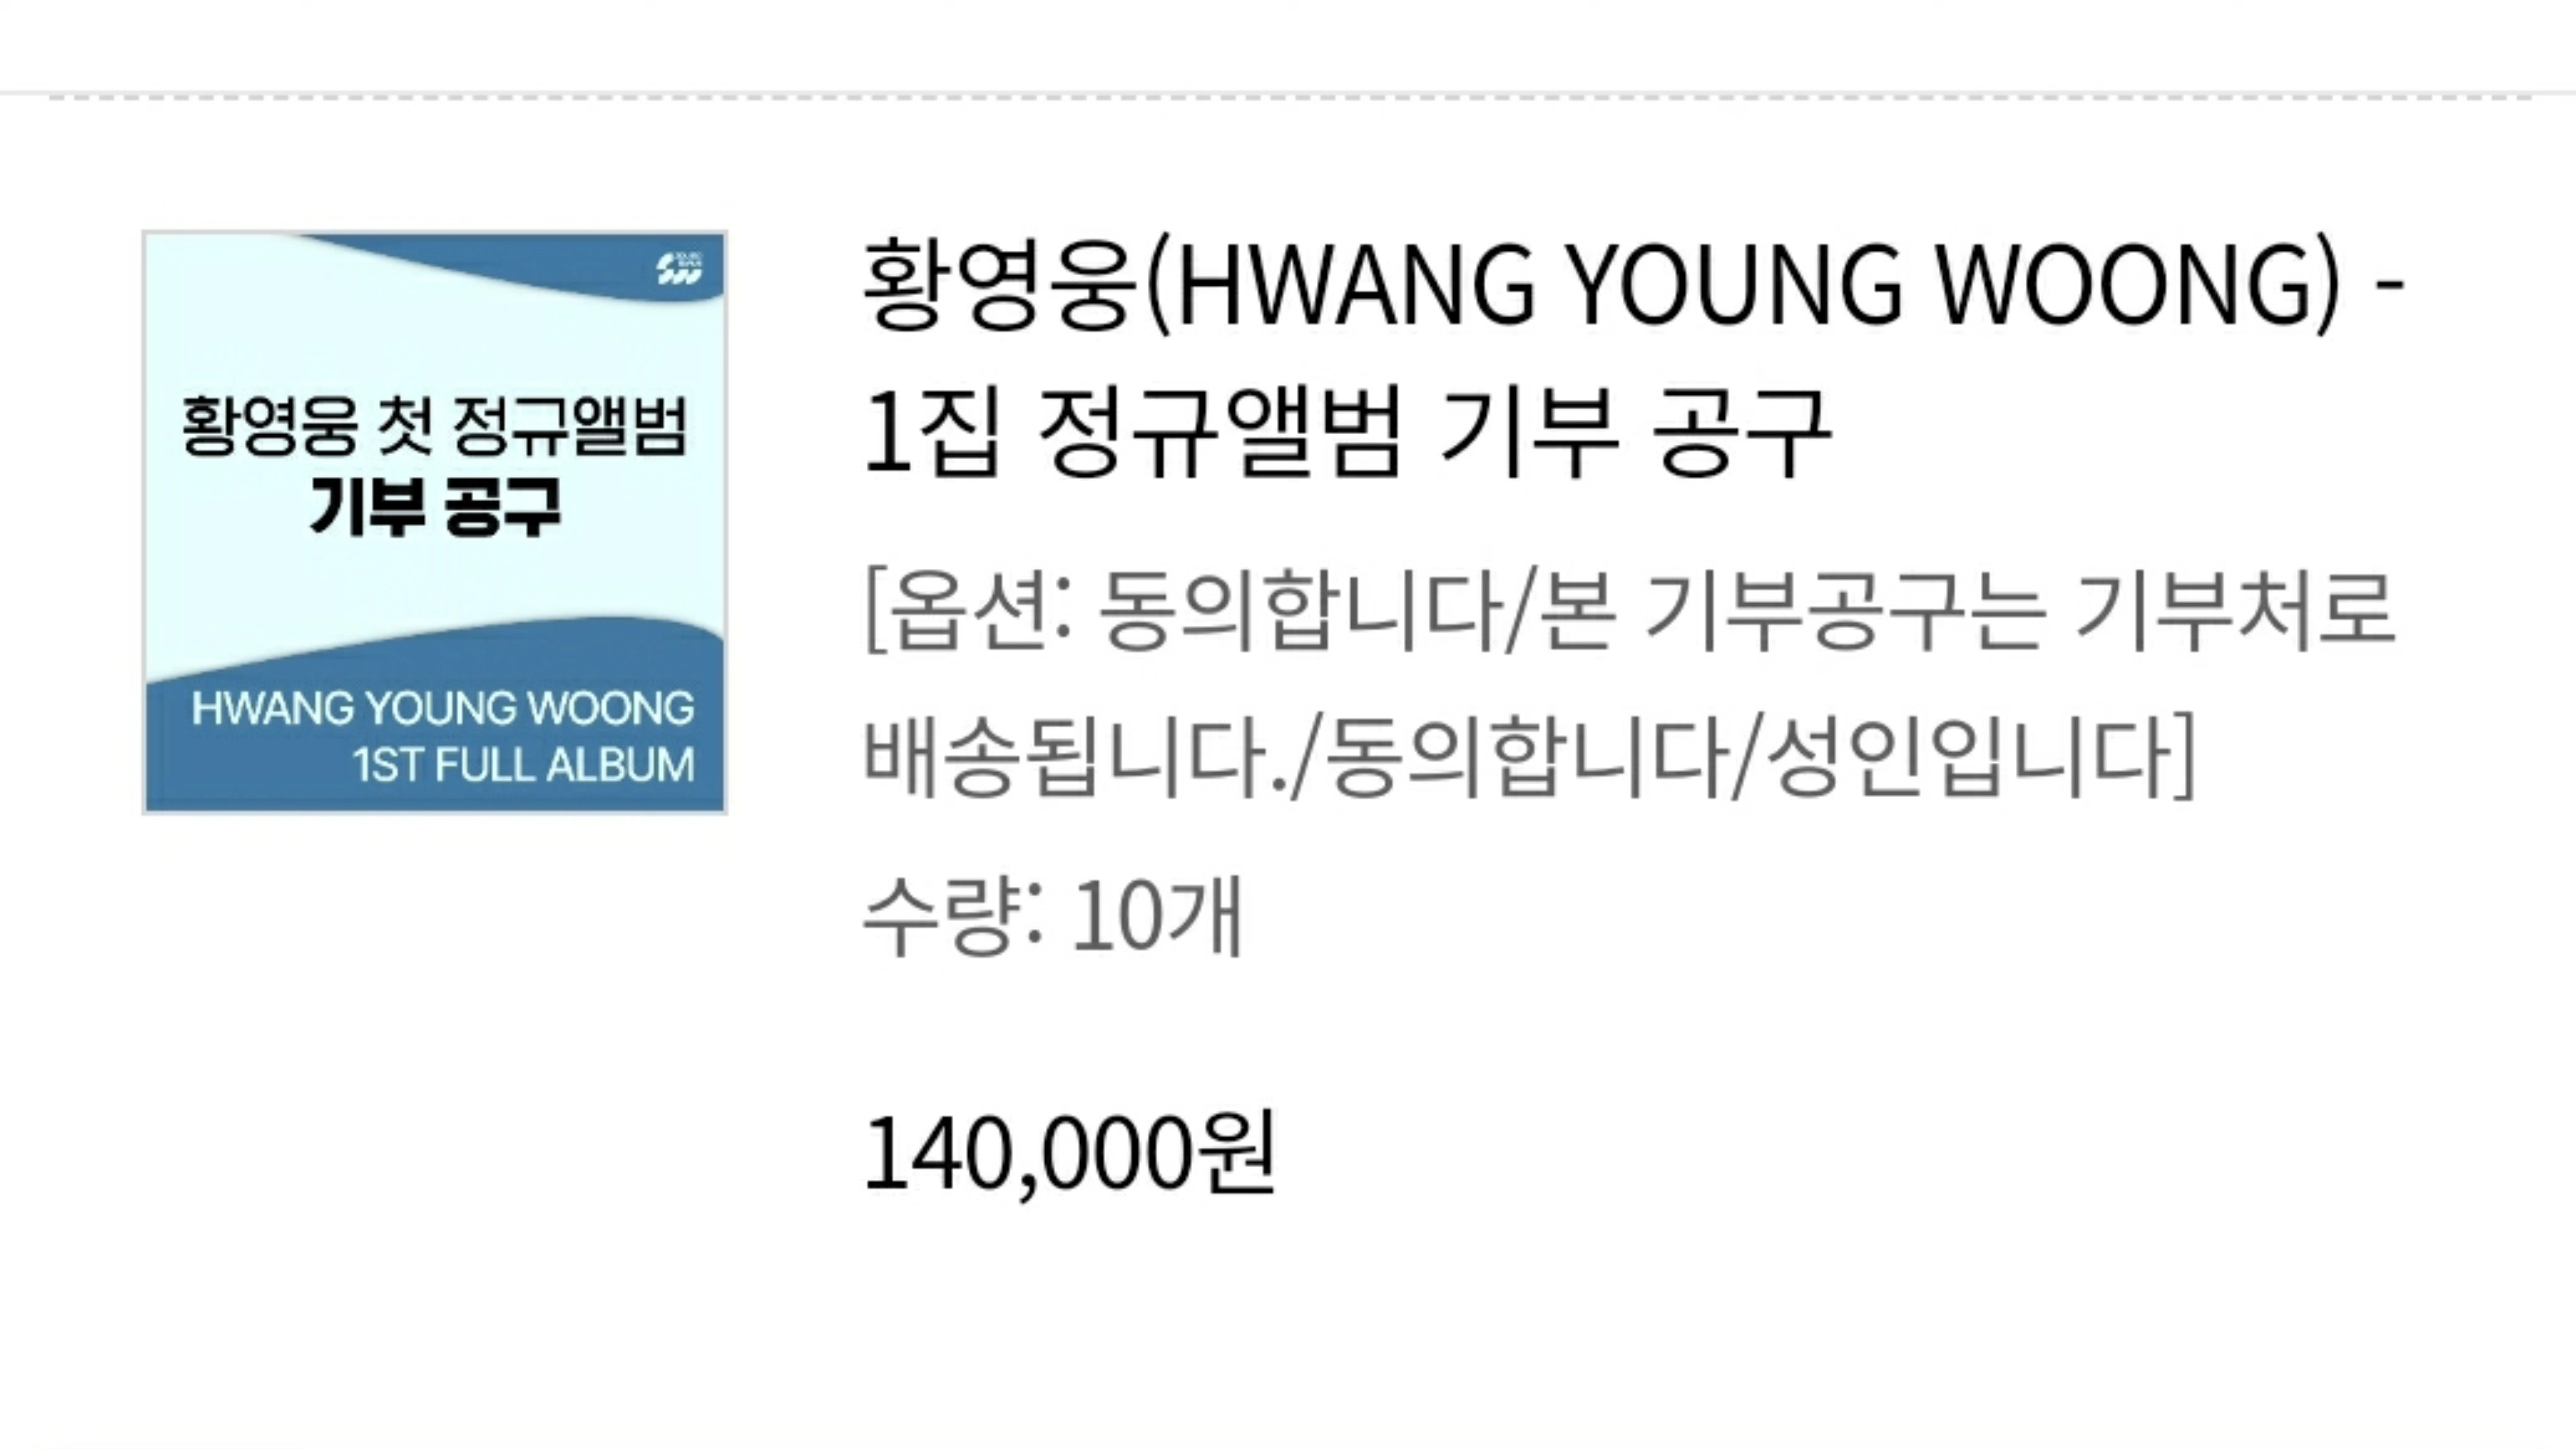 황영웅 첫 정규앨범
기부 공구
HWANG YOUNG WOONG
1ST FULL ALBUM
황영웅(HWANG YOUNG WOONG) -
1집 정규앨범 기부 공구
[옵션: 동의합니다/본 기부공구는 기부처로
배송됩니다./동의합니다/성인입니다]
수량: 10개
140,000원